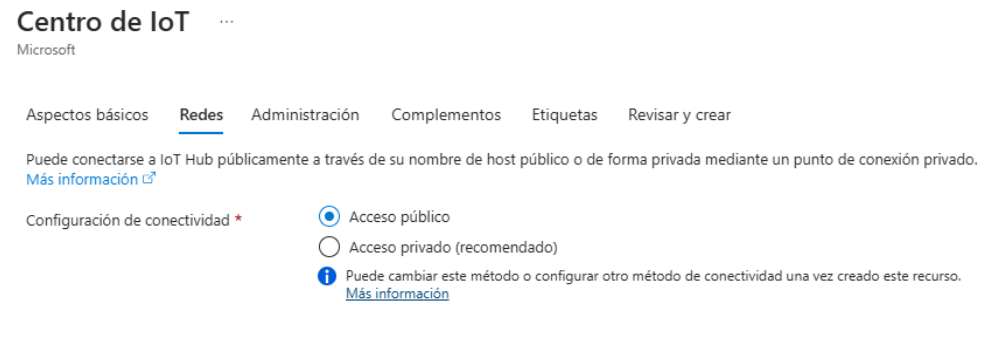 Centro de IoT ...
Microsoft
Aspectos básicos Redes Administración Complementos Etiquetas Revisar y crear
Puede conectarse a IoT Hub públicamente a través de su nombre de host público o de forma privada mediante un punto de conexión privado.
Más información
Configuración de conectividad * Acceso público
Acceso privado (recomendado)
Puede cambiar este método o configurar otro método de conectividad una vez creado este recurso.
Más información